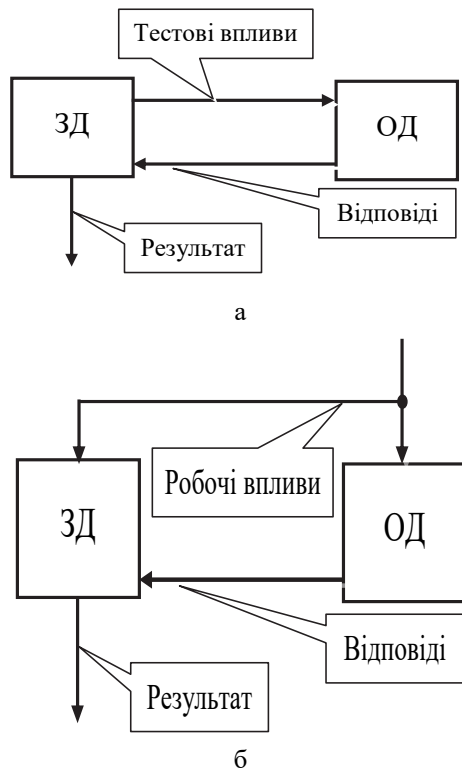 Тестові впливи
ЗД
ОД
Відповіді
Результат
а
Робочі впливи
ЗД
ОД
Відповіді
Результат
б